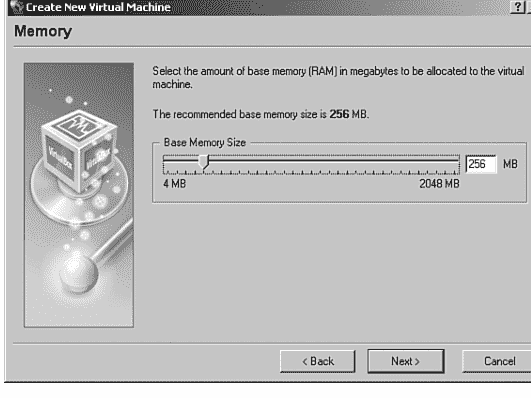 Create New Virtual Machine
Memory
Select the amount of base memory (RAM) in megabytes to be allocated to the virtual
machine.
The recommended base memory size is 256 MB.
Base Memory Size
256 MB
4 MB 2048 MB
< Back Next > Cancel